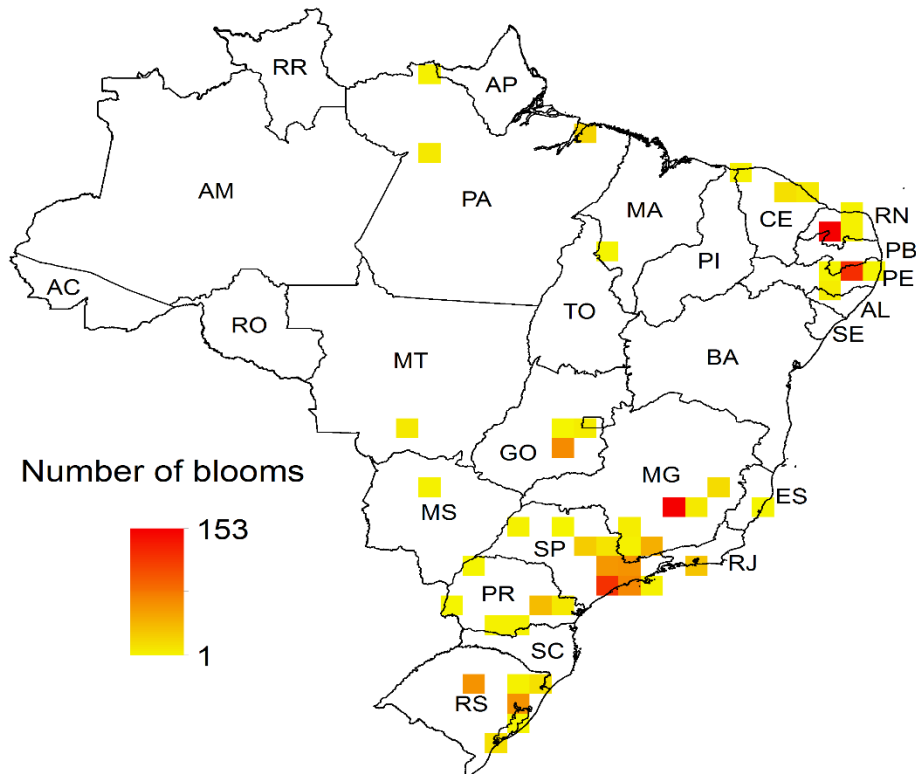 RR
AP
AM
PA
MA
CE
RN
PB
PI
PE
AC
AL
TO
SE
RO
BA
MT
GO
MG
Number of blooms
ES
MS
153
SP
RJ
PR
1
SC
RS